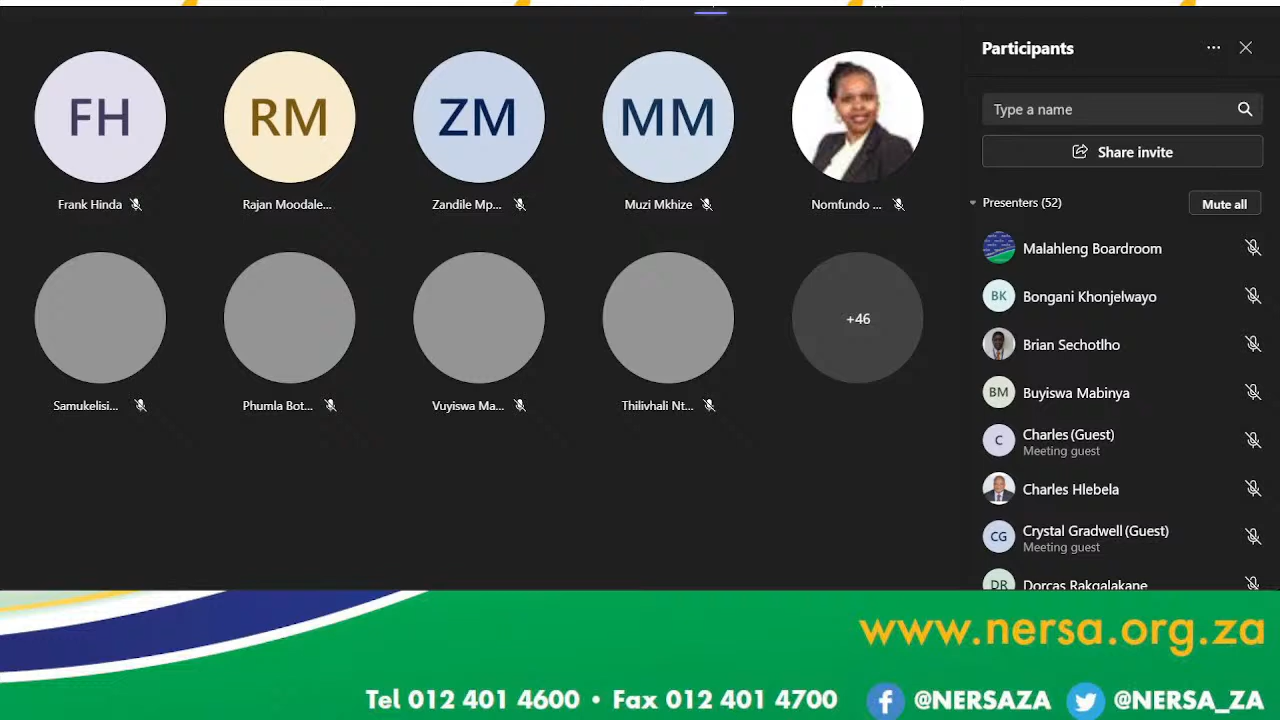 FH
RM
ZM
MM
Frank Hinda
Rajan Moodale...
Zandile Mp...
Muzi Mkhize
Nomfundo ...
+46
Samukelisi...
Phumla Bot...
Vuyiswa Ma...
Thilivhali Nt...
Participants
Type a name
Share invite
Presenters (52)
Mute all
Malahleng Boardroom
BK
Bongani Khonjelwayo
Brian Sechotlho
BM
Buyiswa Mabinya
C
Charles (Guest)
Meeting guest
Charles Hlebela
CG
Crystal Gradwell (Guest)
Meeting guest
DR
Dorcas Rakgalakane
www.nersa.org.za
Tel 012 401 4600 • Fax 012 401 4700 @NERSAZA @NERSA_ZA